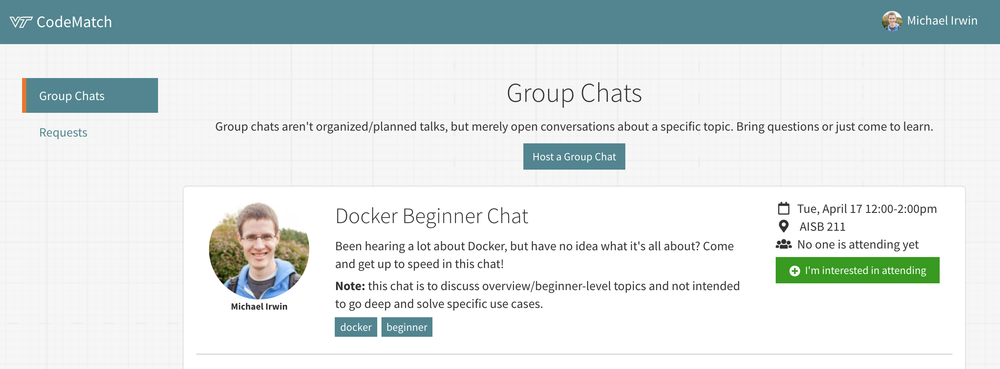 VT CodeMatch
Michael Irwin
Group Chats
Requests
Group Chats
Group chats aren't organized/planned talks, but merely open conversations about a specific topic. Bring questions or just come to learn.
Host a Group Chat
Michael Irwin
Docker Beginner Chat
Been hearing a lot about Docker, but have no idea what it's all about? Come
and get up to speed in this chat!
Note: this chat is to discuss overview/beginner-level topics and not intended
to go deep and solve specific use cases.
docker beginner
Tue, April 17 12:00-2:00pm
AISB 211
No one is attending yet
I'm interested in attending